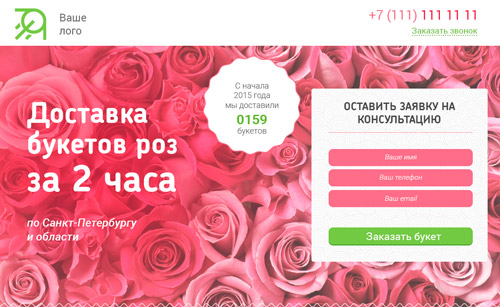 Ваше
лого
+7 (111) 111 11 11
Заказать звонок
Доставка
букетов роз
за 2 часа
по Санкт-Петербургу
и области
С начала
2015 года
мы доставили
0159
букетов
ОСТАВИТЬ ЗАЯВКУ НА
КОНСУЛЬТАЦИЮ
Ваше имя
Ваш телефон
Ваш email
Заказать букет